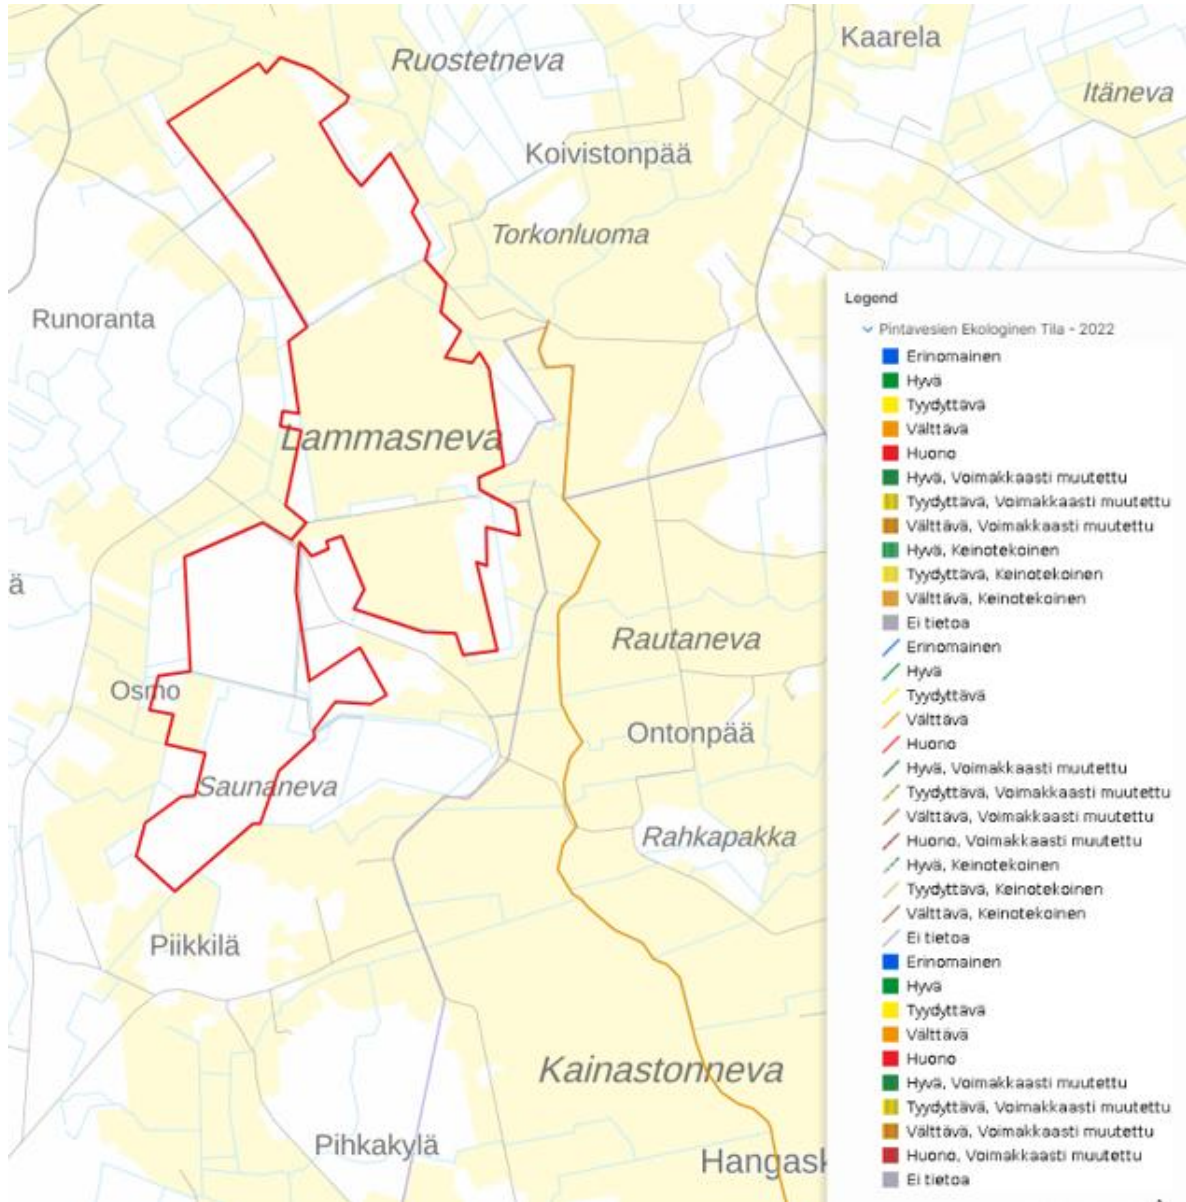 Kaarela
Ruostetneva
Itäneva
Koivistonpää
Torkonluoma
Runoranta
Lammasneva
ä
Rautaneva
Osmo
Ontonpää
Saunaneva
Rahkapakka
Piikkilä
Kainastonneva
Pihkakylä
Hangask
Legend
Pintavesien Ekologinen Tila - 2022
Erinomainen
Hyvä
Tyydyttävä
Välttävä
Huono
Hyvä, Voimakkaasti muutettu
Tyydyttävä, Voimakkaasti muutettu
Välttävä, Voimakkaasti muutettu
Hyvä, Keinotekoinen
Tyydyttävä, Keinotekoinen
Välttävä, Keinotekoinen
Ei tietoa
Erinomainen
Hyvä
Tyydyttävä
Välttävä
Huono
Hyvä, Voimakkaasti muutettu
Tyydyttävä, Voimakkaasti muutettu
Välttävä, Voimakkaasti muutettu
Huono, Voimakkaasti muutettu
Hyvä, Keinotekoinen
Tyydyttävä, Keinotekoinen
Välttävä, Keinotekoinen
Ei tietoa
Erinomainen
Hyvä
Tyydyttävä
Välttävä
Huono
Hyvä, Voimakkaasti muutettu
Tyydyttävä, Voimakkaasti muutettu
Välttävä, Voimakkaasti muutettu
Huono, Voimakkaasti muutettu
Ei tietoa